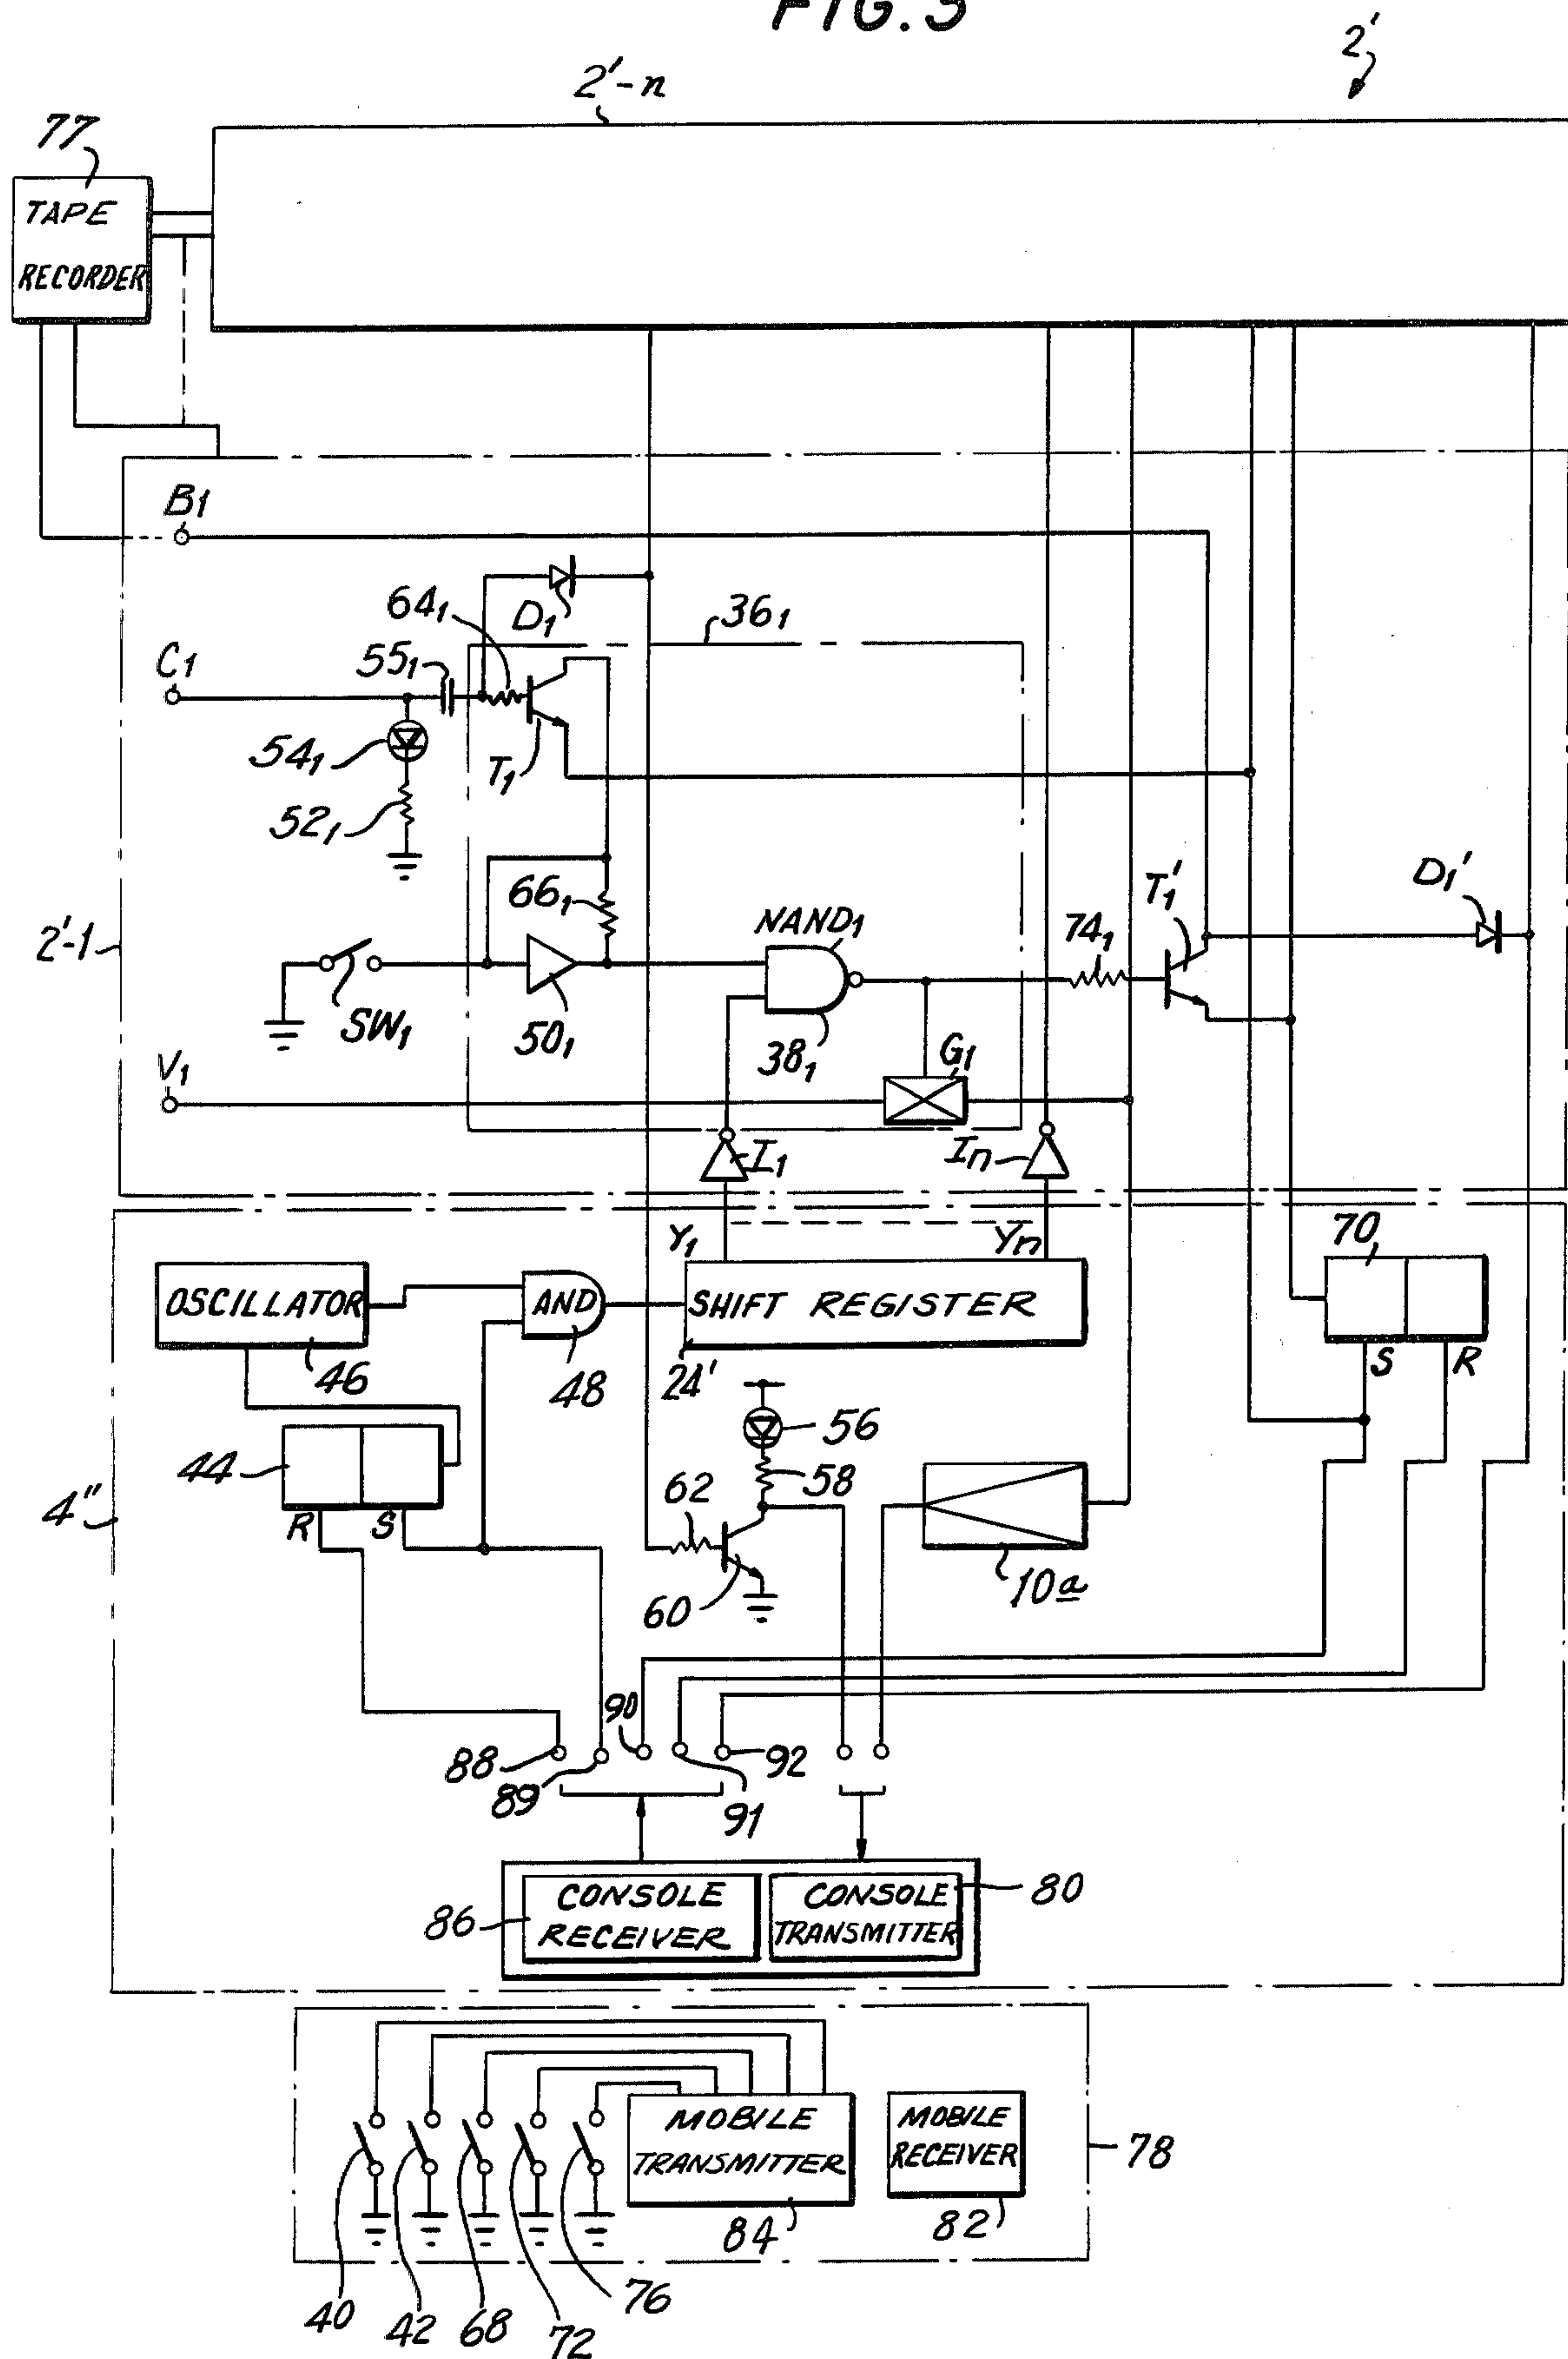 FIG. 3
2'
2'-n
77
TAPE
RECORDER
B1
D1
64₁
36₁
C1
55₁
54₁
T1
52₁
66₁
NAND1
74₁
T1'
D1'
2'-1
SW1
50₁
38₁
G1
V1
I1
In
Y1
Yn
70
OSCILLATOR
AND
SHIFT REGISTER
S
R
46
48
24'
56
44
58
62
4"
R
S
10a
60
90
88
89
92
91
CONSOLE
RECEIVER
CONSOLE
TRANSMITTER
80
86
MOBILE
TRANSMITTER
MOBILE
RECEIVER
78
84
82
40
42
68
72
76